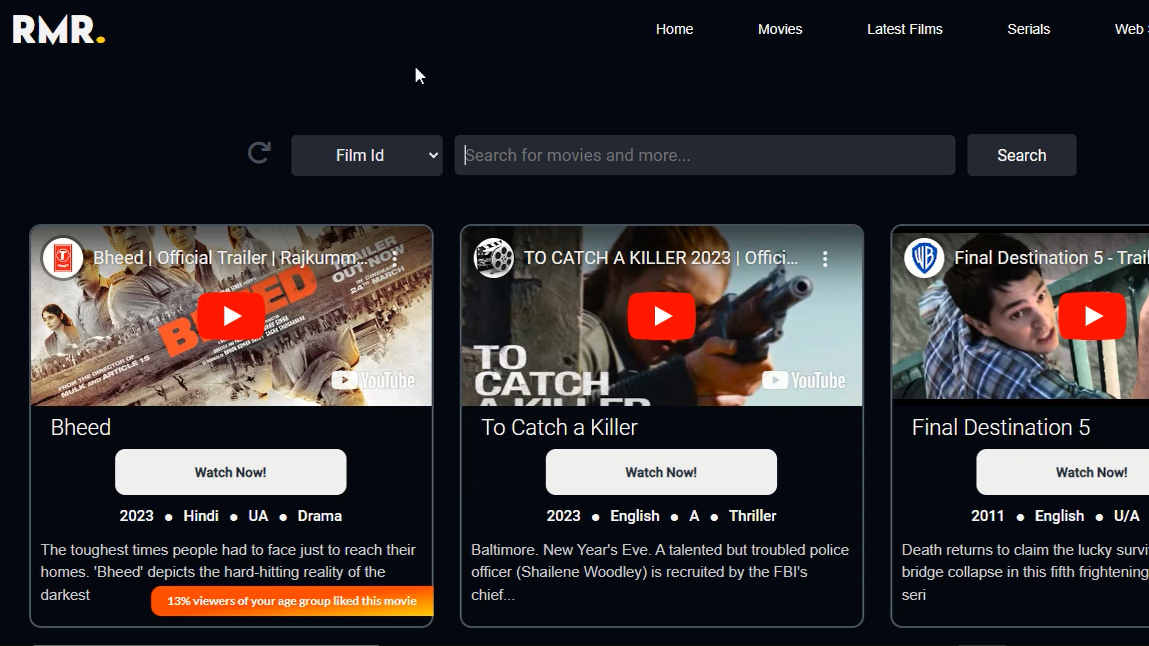 RMR.
Home
Movies
Latest Films
Serials
Web
Film Id
Search for movies and more...
Search
Bheed | Official Trailer | Rajkumm...
TRAILER
OUT NOW
IN CINEMAS
24TH MARCH
FROM THE DIRECTOR OF
MULK AND ARTICLE 15
YouTube
TO CATCH A KILLER 2023 | Offici...
TO
CATCH
A KILLER
YouTube
Final Destination 5 - Trail
Bheed
Watch Now!
2023 ● Hindi ● UA ● Drama
The toughest times people had to face just to reach their
homes. 'Bheed' depicts the hard-hitting reality of the
darkest
13% viewers of your age group liked this movie
To Catch a Killer
Watch Now!
2023 ● English ● A ● Thriller
Baltimore. New Year's Eve. A talented but troubled police
officer (Shailene Woodley) is recruited by the FBI's
chief...
Final Destination 5
Watch Now!
2011 ● English ● U/A
Death returns to claim the lucky survi
bridge collapse in this fifth frightening
seri